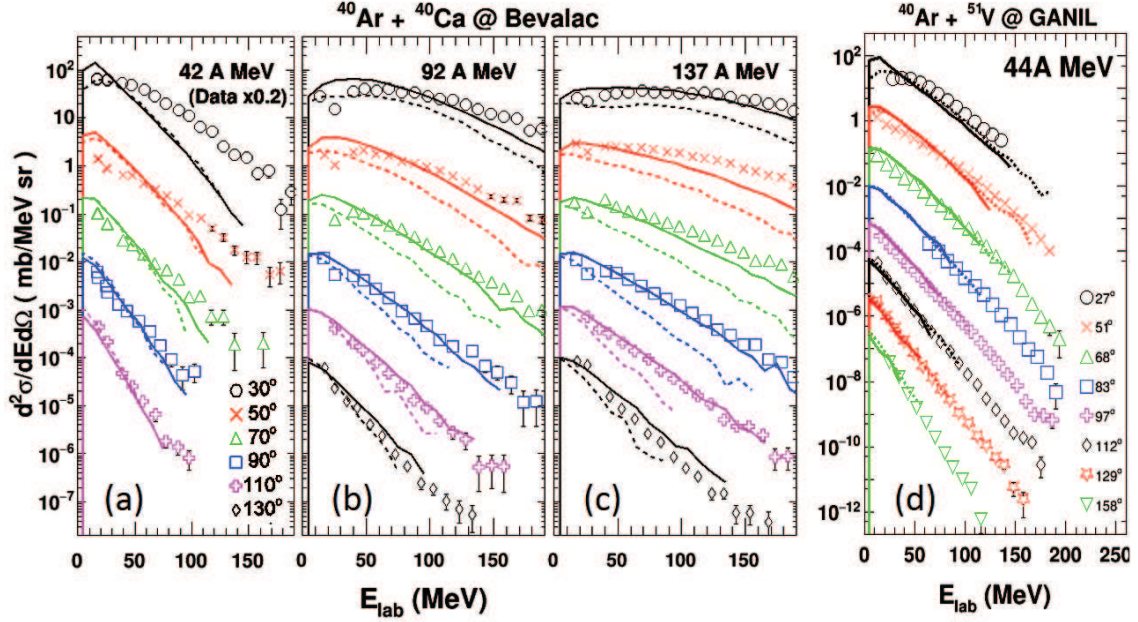 ⁴⁰Ar + ⁴⁰Ca @ Bevalac
⁴⁰Ar + ⁵¹V @ GANIL
42 A MeV
(Data x0.2)
92 A MeV
137 A MeV
44A MeV
d²σ/dEdΩ ( mb/MeV sr)
10²
10
1
10⁻¹
10⁻²
10⁻³
10⁻⁴
10⁻⁵
10⁻⁶
10⁻⁷
10²
1
10⁻²
10⁻⁴
10⁻⁶
10⁻⁸
10⁻¹⁰
10⁻¹²
30°
50°
70°
90°
110°
130°
27°
51°
68°
83°
97°
112°
129°
158°
(a)
(b)
(c)
(d)
0 50 100
0 50 100 150
0 50 100 150
0 50 100 150 200 250
E_lab (MeV)
E_lab (MeV)
E_lab (MeV)